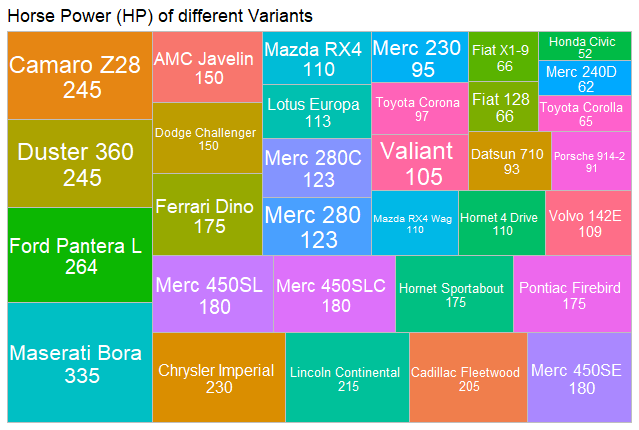 Horse Power (HP) of different Variants
Camaro Z28
245
Duster 360
245
Ford Pantera L
264
Maserati Bora
335
AMC Javelin
150
Dodge Challenger
150
Ferrari Dino
175
Mazda RX4
110
Lotus Europa
113
Merc 280C
123
Merc 280
123
Merc 230
95
Toyota Corona
97
Valiant
105
Fiat X1-9
66
Fiat 128
66
Datsun 710
93
Honda Civic
52
Merc 240D
62
Toyota Corolla
65
Porsche 914-2
91
Mazda RX4 Wag
110
Hornet 4 Drive
110
Volvo 142E
109
Merc 450SL
180
Merc 450SLC
180
Hornet Sportabout
175
Pontiac Firebird
175
Chrysler Imperial
230
Lincoln Continental
215
Cadillac Fleetwood
205
Merc 450SE
180